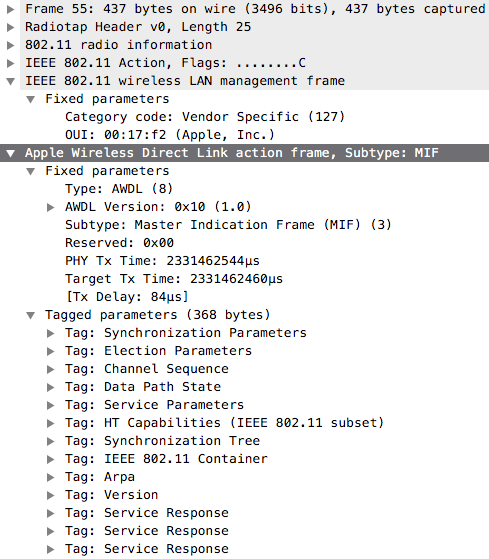 Frame 55: 437 bytes on wire (3496 bits), 437 bytes captured
Radiotap Header v0, Length 25
802.11 radio information
IEEE 802.11 Action, Flags: ........C
IEEE 802.11 wireless LAN management frame
Fixed parameters
Category code: Vendor Specific (127)
OUI: 00:17:f2 (Apple, Inc.)
Apple Wireless Direct Link action frame, Subtype: MIF
Fixed parameters
Type: AWDL (8)
AWDL Version: 0x10 (1.0)
Subtype: Master Indication Frame (MIF) (3)
Reserved: 0x00
PHY Tx Time: 2331462544µs
Target Tx Time: 2331462460µs
[Tx Delay: 84µs]
Tagged parameters (368 bytes)
Tag: Synchronization Parameters
Tag: Election Parameters
Tag: Channel Sequence
Tag: Data Path State
Tag: Service Parameters
Tag: HT Capabilities (IEEE 802.11 subset)
Tag: Synchronization Tree
Tag: IEEE 802.11 Container
Tag: Arpa
Tag: Version
Tag: Service Response
Tag: Service Response
Tag: Service Response